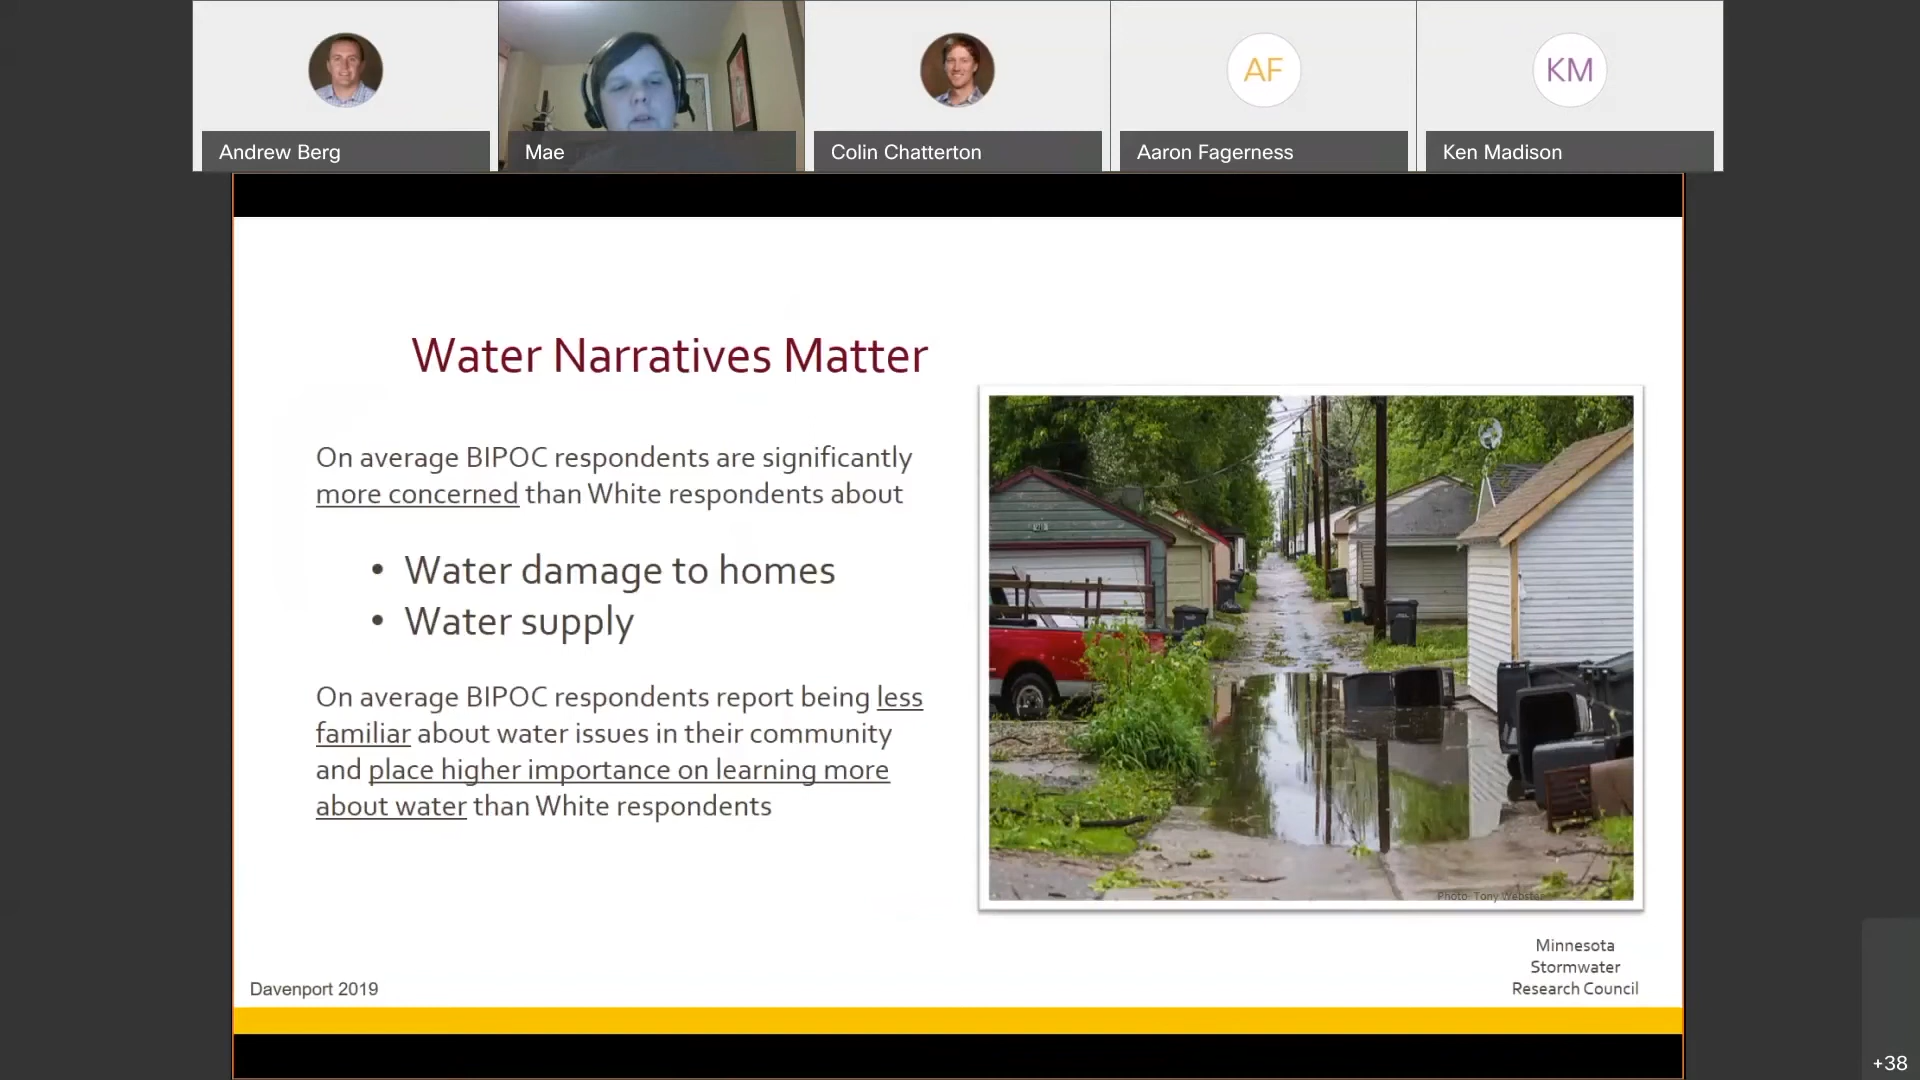 Andrew Berg
Mae
Colin Chatterton
AF
Aaron Fagerness
KM
Ken Madison
Water Narratives Matter
On average BIPOC respondents are significantly
more concerned than White respondents about
• Water damage to homes
• Water supply
On average BIPOC respondents report being less
familiar about water issues in their community
and place higher importance on learning more
about water than White respondents
Photo: Tony Webster
Minnesota
Stormwater
Research Council
Davenport 2019
+38